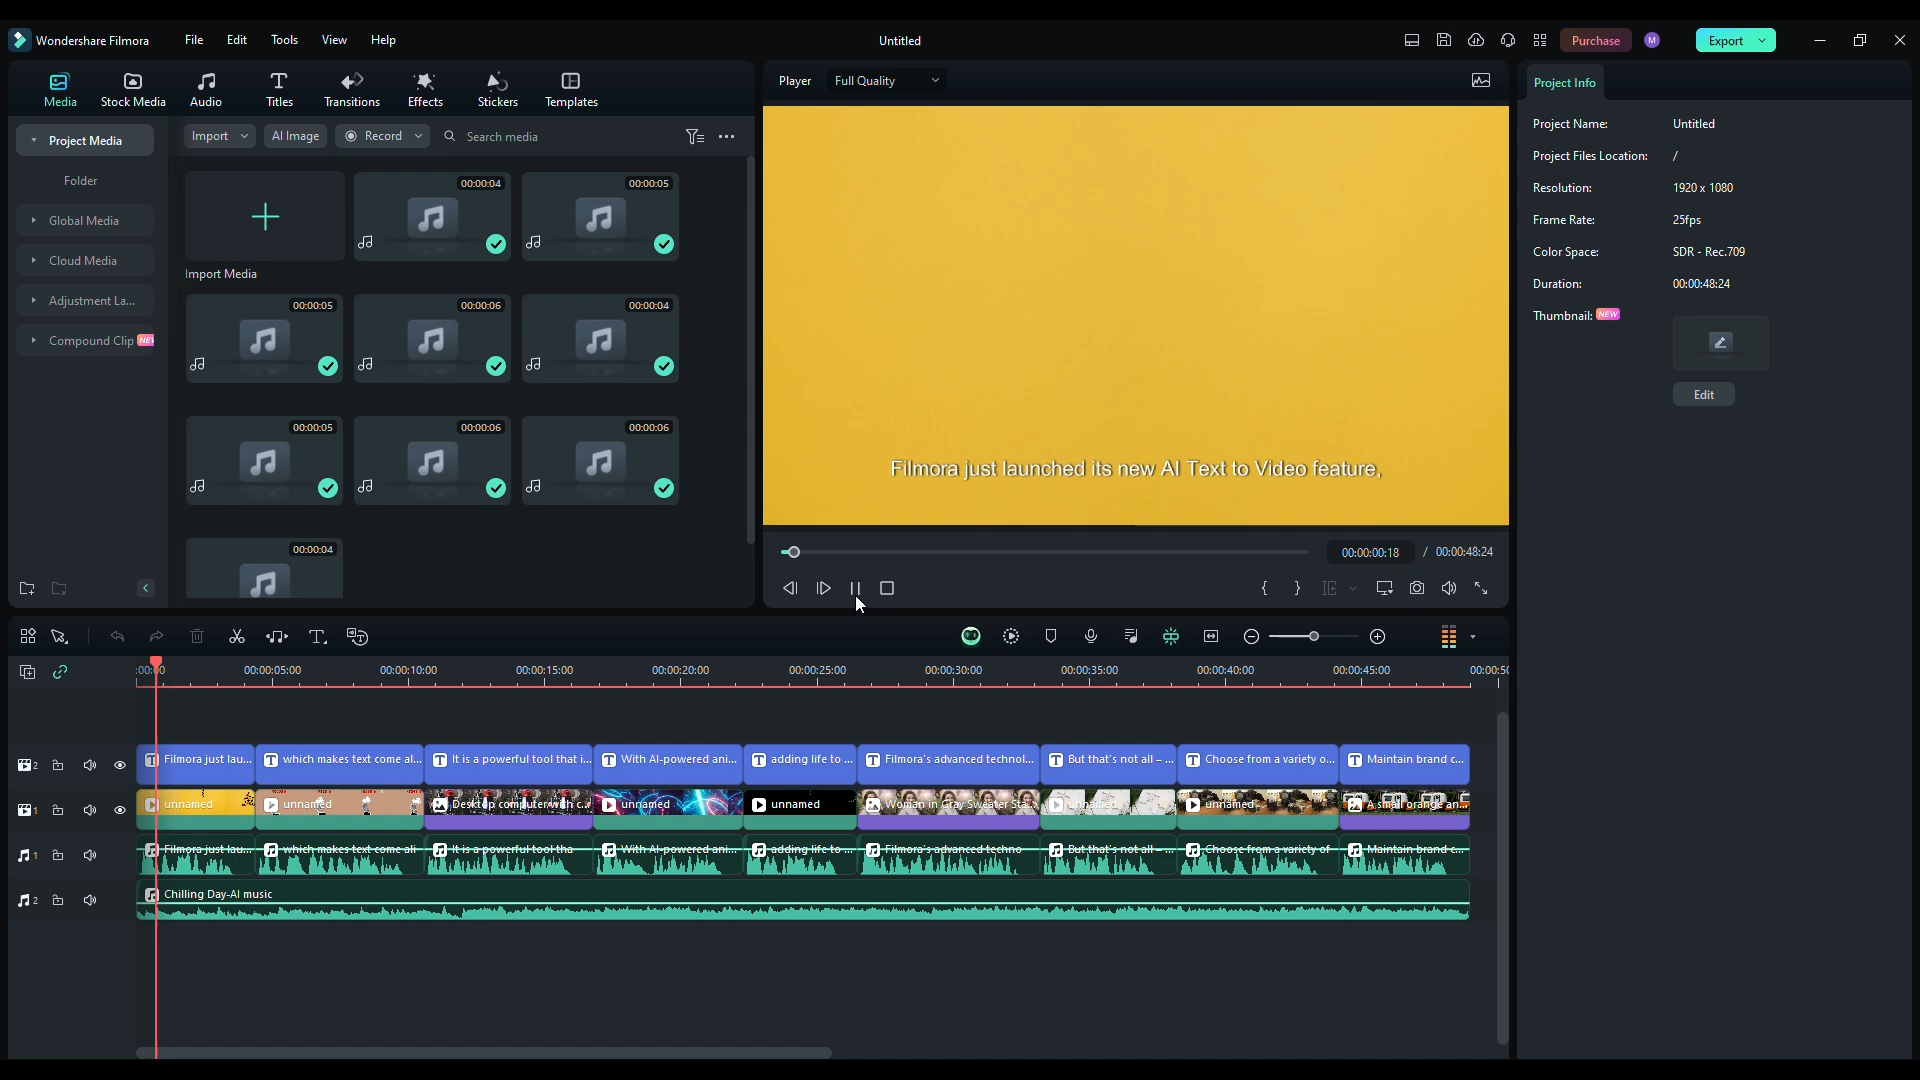 Wondershare Filmora
File
Edit
Tools
View
Help
Untitled
Purchase
M
Export
Media
Stock Media
Audio
Titles
Transitions
Effects
Stickers
Templates
Project Media
Folder
Global Media
Cloud Media
Adjustment La...
Compound Clip
Import
AI Image
Record
Search media
00:00:04
00:00:05
Import Media
00:00:05
00:00:06
00:00:04
00:00:05
00:00:06
00:00:06
00:00:04
Player
Full Quality
Filmora just launched its new AI Text to Video feature,
00:00:00:18
/ 00:00:48:24
Project Info
Project Name: Untitled
Project Files Location: /
Resolution: 1920 x 1080
Frame Rate: 25fps
Color Space: SDR - Rec.709
Duration: 00:00:48:24
Thumbnail: NEW
Edit
:00:00
00:00:05:00
00:00:10:00
00:00:15:00
00:00:20:00
00:00:25:00
00:00:30:00
00:00:35:00
00:00:40:00
00:00:45:00
00:00:50
2
Filmora just lau...
which makes text come al...
It is a powerful tool that i...
With AI-powered ani...
adding life to ...
Filmora's advanced technol...
But that's not all – ...
Choose from a variety o...
Maintain brand c...
1
unnamed
unnamed
Desktop computer with c...
unnamed
unnamed
Woman in Gray Sweater Sta...
unnamed
unnamed
A small orange an...
1
Filmora just lau...
which makes text come ali
It is a powerful tool tha
With AI-powered ani...
adding life to ...
Filmora's advanced techno
But that's not all – ...
Choose from a variety of
Maintain brand c...
2
Chilling Day-AI music